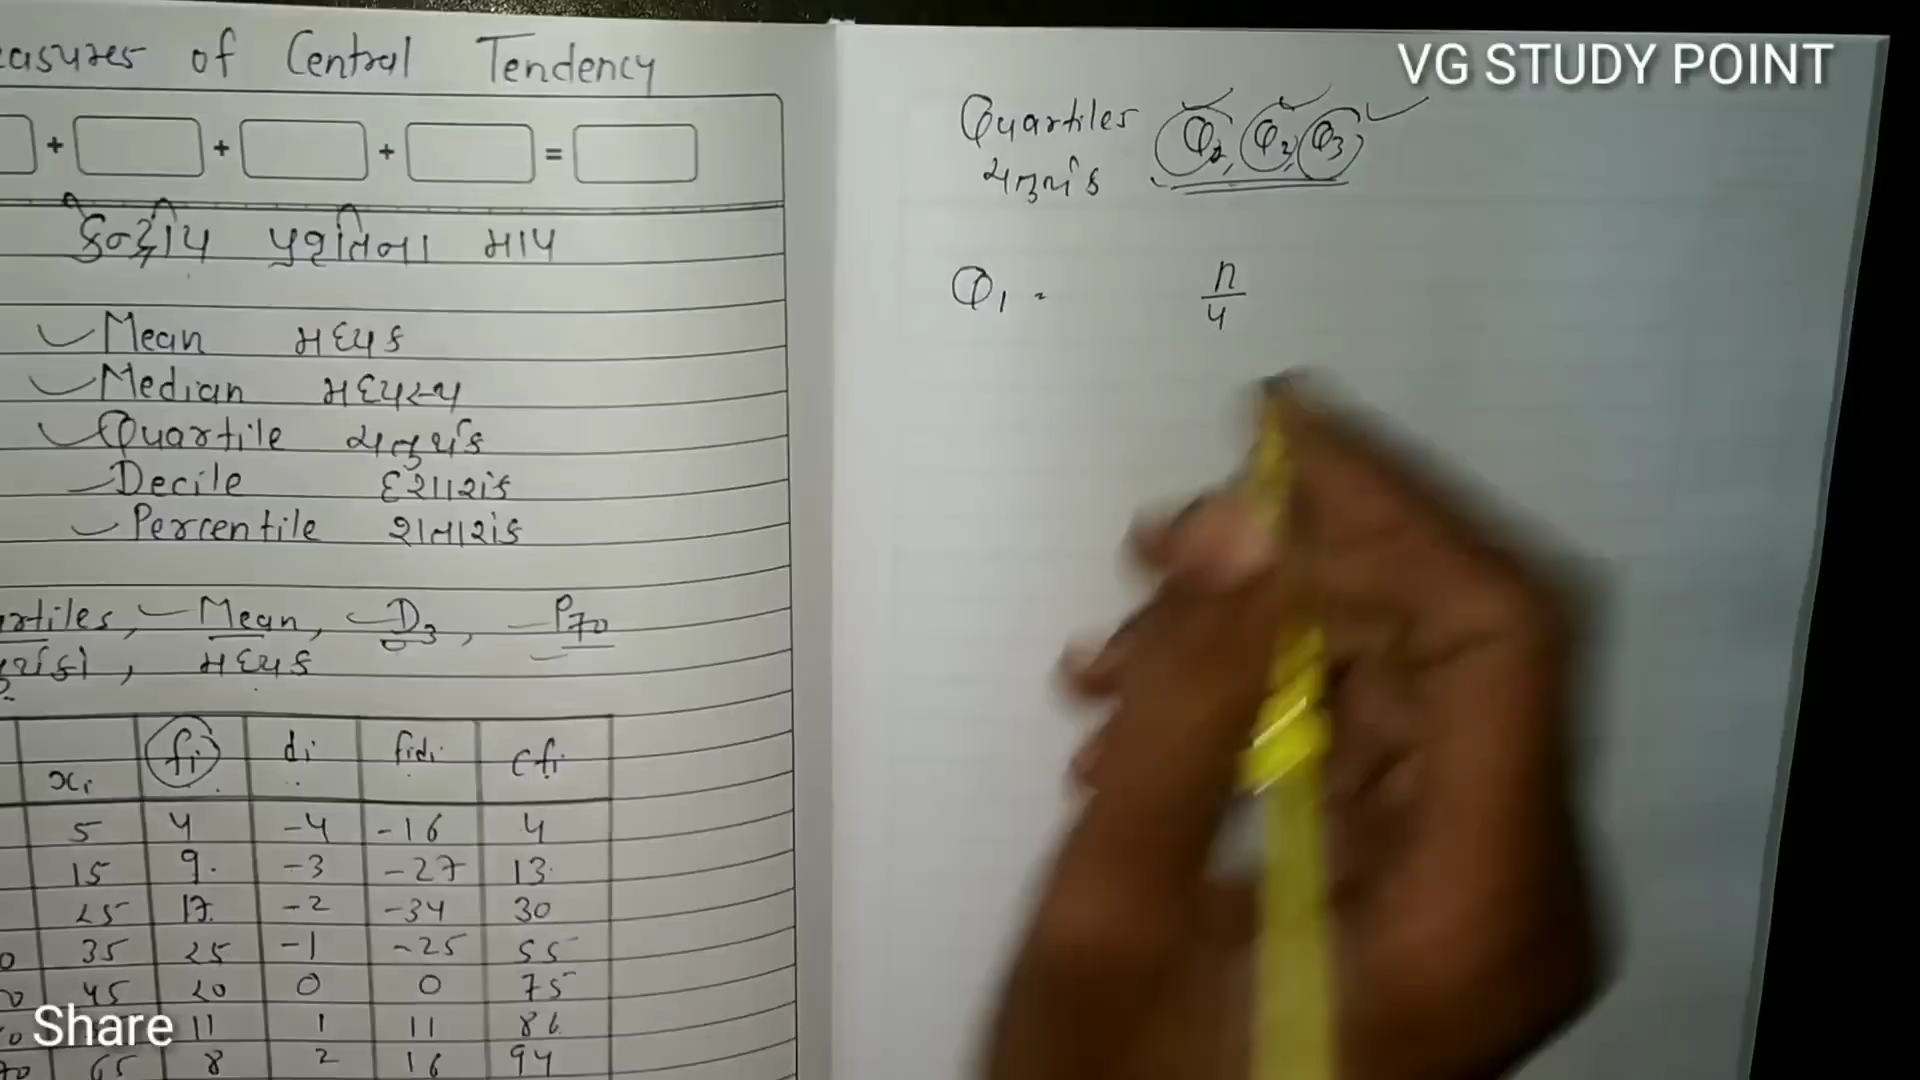 easures of Central Tendency
+ + + =
કેન્દ્રીય પ્રવૃત્તિના માપ
Mean મધ્યક
Median મધ્યસ્થ
Quartile ચતુર્થક
Decile દશાંશક
Percentile શતાંશક
rtiles, Mean, D3, P70
મધ્યક
xi fi di fidi cfi
5 4 -4 -16 4
15 9. -3 -27 13.
25 17. -2 -34 30
35 25 -1 -25 55
45 20 0 0 75
11 1 11 86
65 8 2 16 94
Share
VG STUDY POINT
Quartiles Q1, Q2, Q3
Q1 = n/4